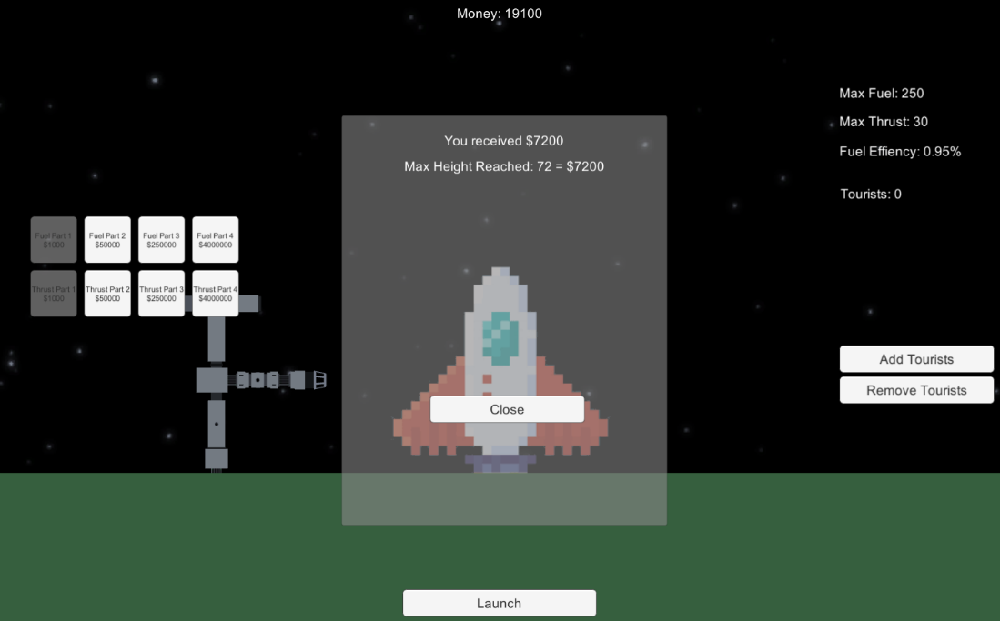 Money: 19100
You received $7200
Max Height Reached: 72 = $7200
Max Fuel: 250
Max Thrust: 30
Fuel Effiency: 0.95%
Tourists: 0
Fuel Part 1
$1000
Fuel Part 2
$50000
Fuel Part 3
$250000
Fuel Part 4
$4000000
Thrust Part 1
$1000
Thrust Part 2
$50000
Thrust Part 3
$250000
Thrust Part 4
$4000000
Add Tourists
Remove Tourists
Close
Launch